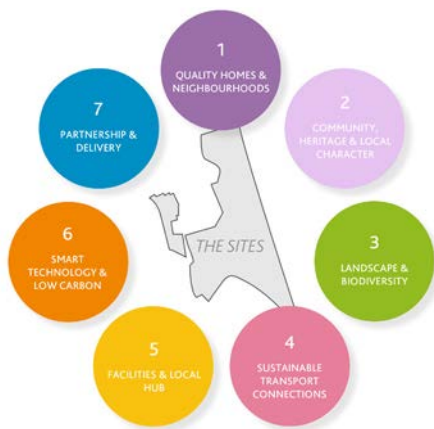 1
QUALITY HOMES &
NEIGHBOURHOODS
2
COMMUNITY,
HERITAGE & LOCAL
CHARACTER
3
LANDSCAPE &
BIODIVERSITY
4
SUSTAINABLE
TRANSPORT
CONNECTIONS
5
FACILITIES & LOCAL
HUB
6
SMART
TECHNOLOGY &
LOW CARBON
7
PARTNERSHIP &
DELIVERY
THE SITES